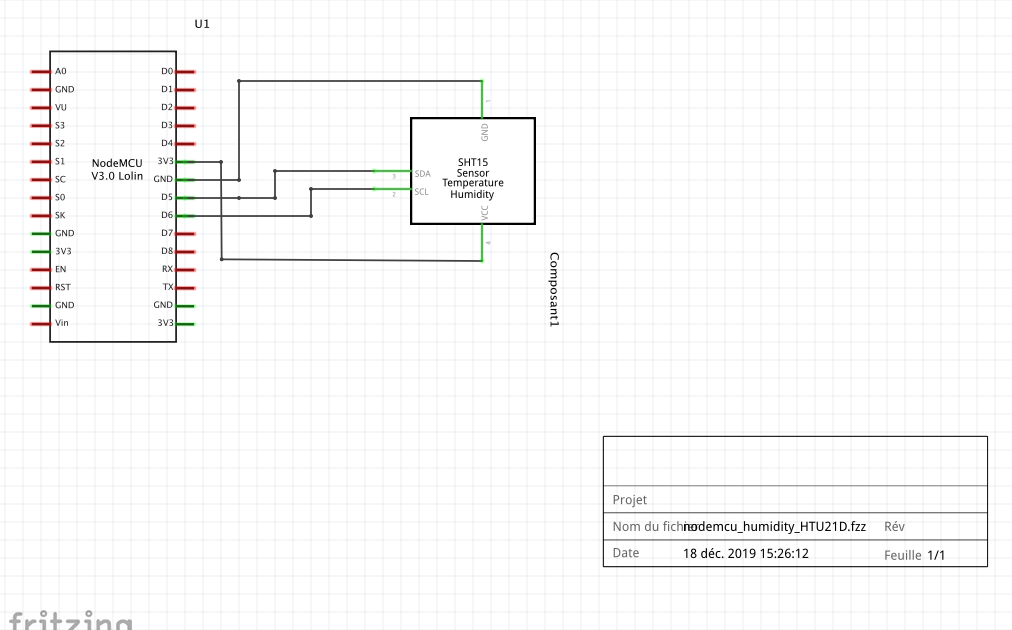 U1
A0
GND
VU
S3
S2
S1
SC
S0
SK
GND
3V3
EN
RST
GND
Vin
NodeMCU
V3.0 Lolin
D0
D1
D2
D3
D4
3V3
GND
D5
D6
D7
D8
RX
TX
GND
3V3
1
GND
SHT15
Sensor
Temperature
Humidity
SDA
3
SCL
2
VCC
4
Composant1
Projet
Nom du fichier nodemcu_humidity_HTU21D.fzz Rév
Date 18 déc. 2019 15:26:12 Feuille 1/1
fritzing